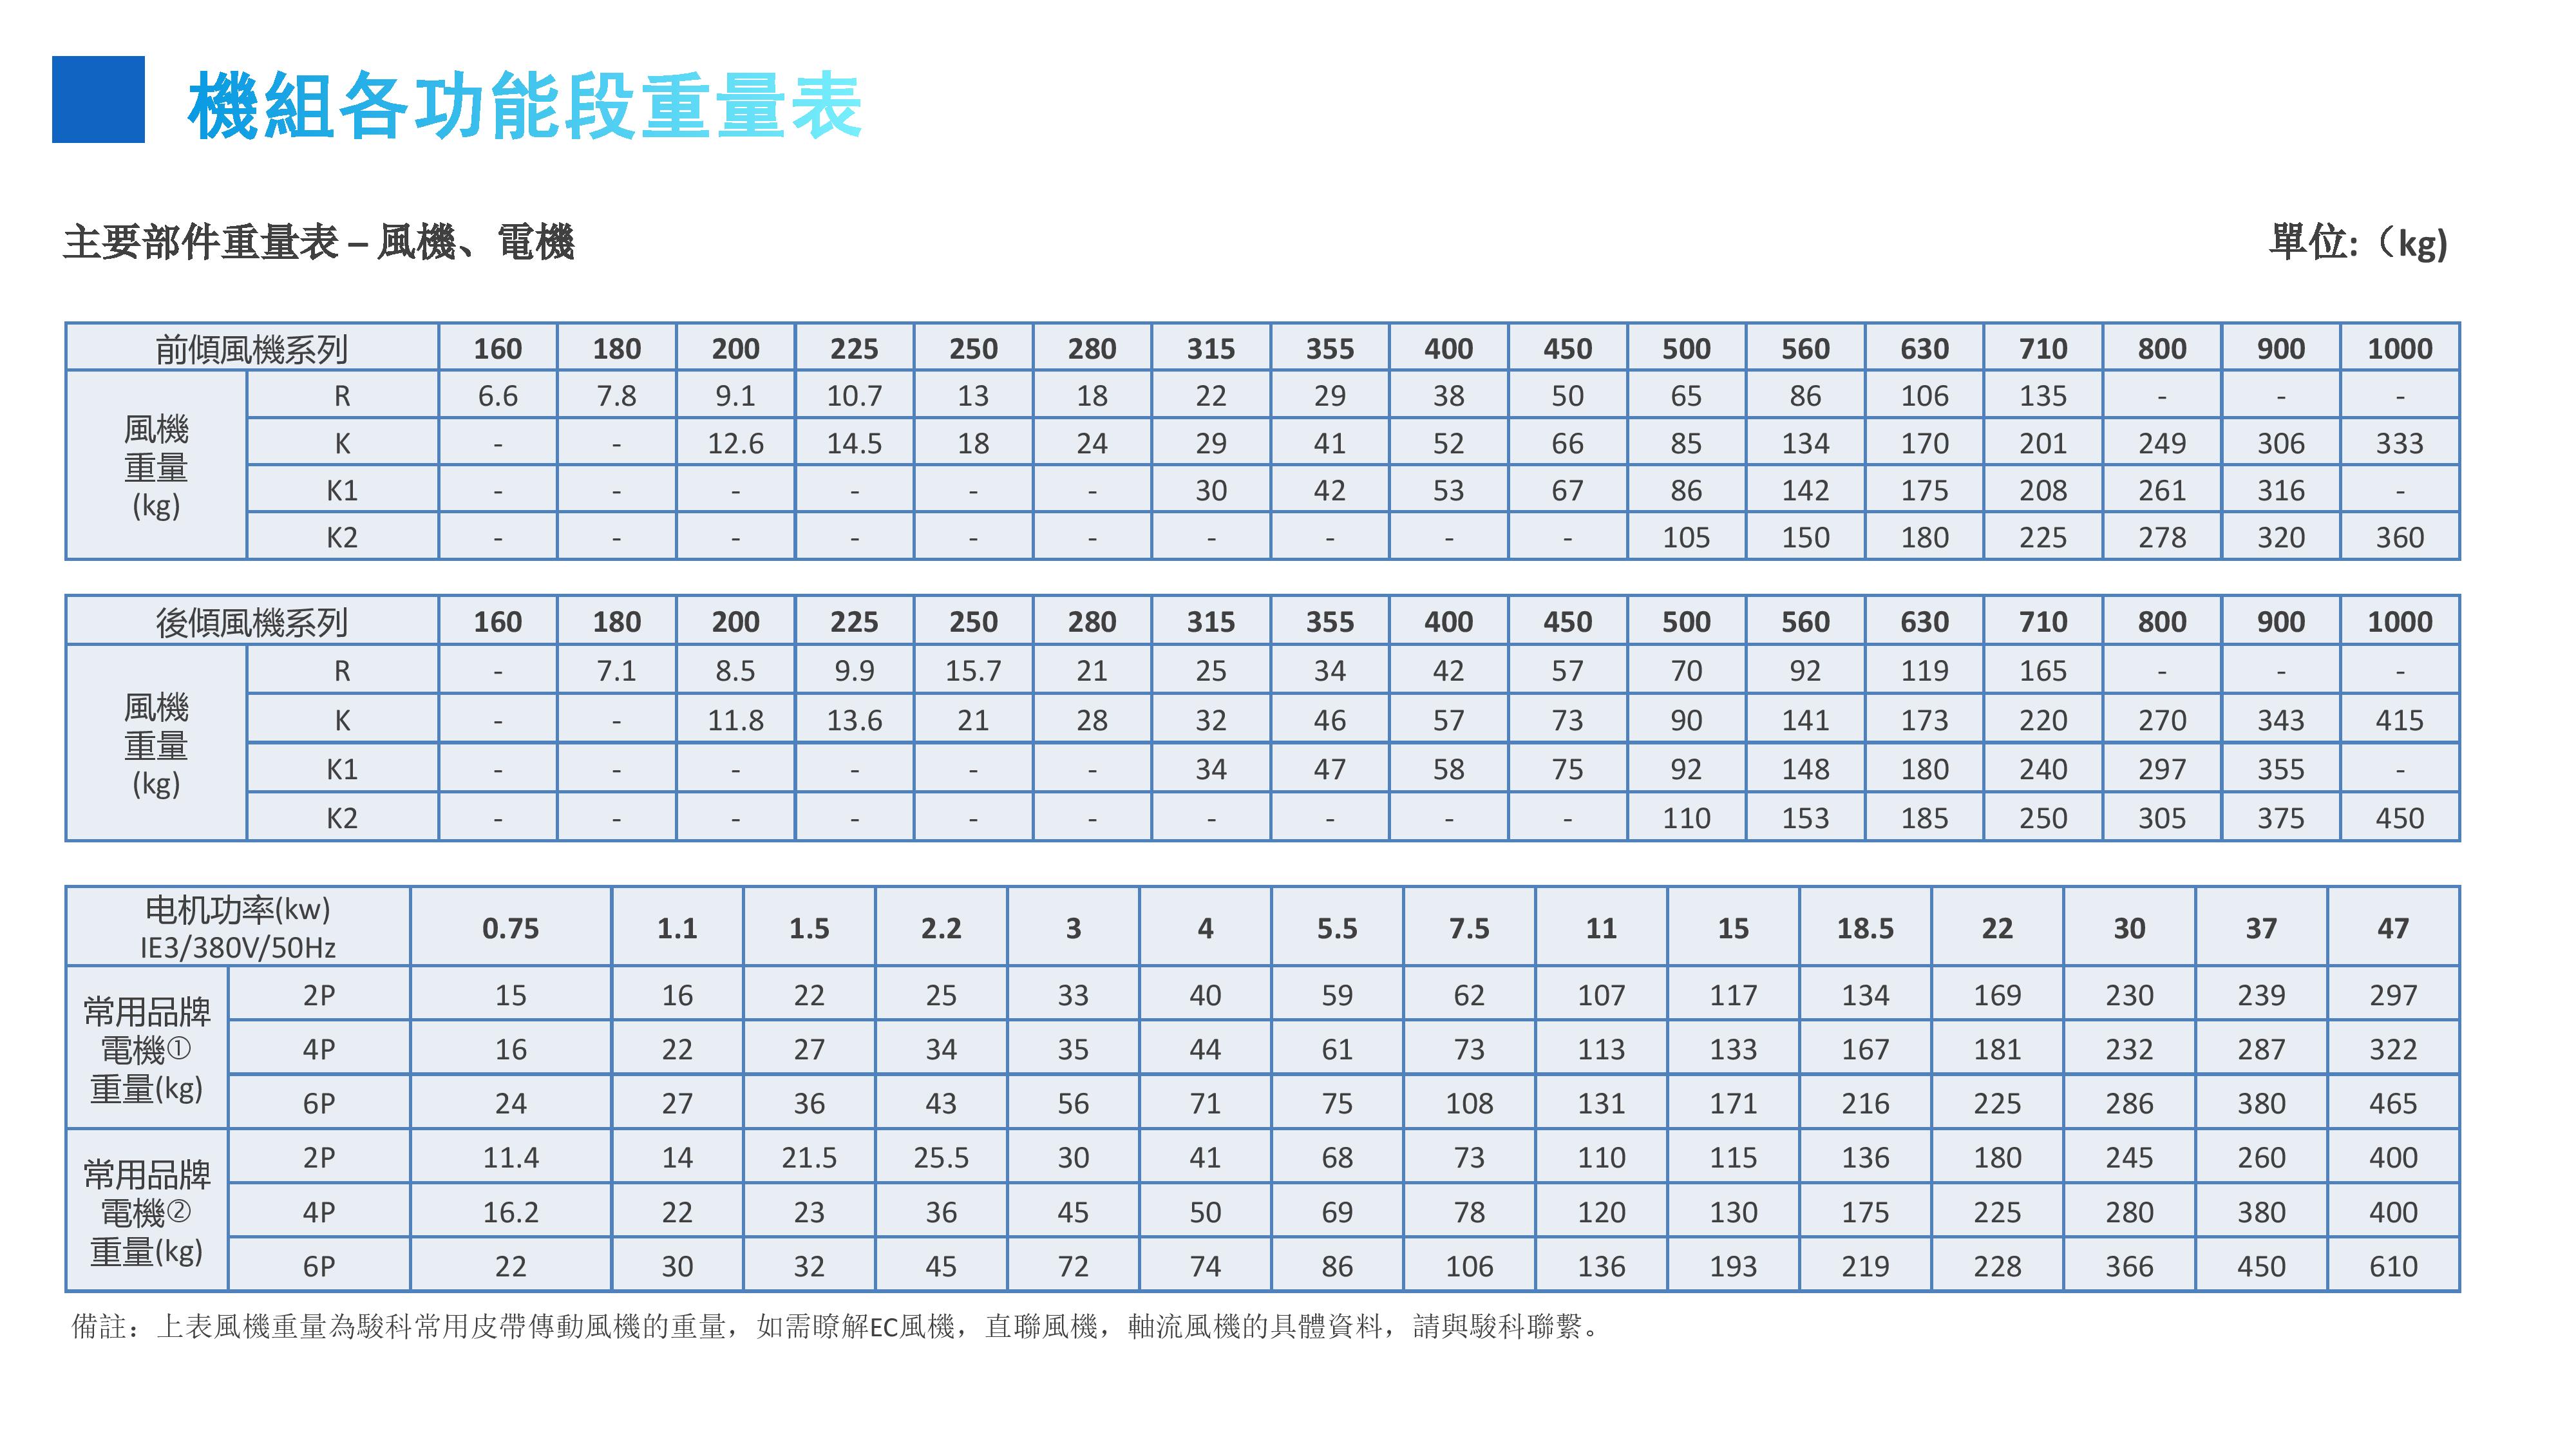 機組各功能段重量表
主要部件重量表 – 風機、電機 單位:（kg)
前傾風機系列 160 180 200 225 250 280 315 355 400 450 500 560 630 710 800 900 1000
風機
重量
(kg)
R 6.6 7.8 9.1 10.7 13 18 22 29 38 50 65 86 106 135 - - -
K - - 12.6 14.5 18 24 29 41 52 66 85 134 170 201 249 306 333
K1 - - - - - - 30 42 53 67 86 142 175 208 261 316 -
K2 - - - - - - - - - - 105 150 180 225 278 320 360
後傾風機系列 160 180 200 225 250 280 315 355 400 450 500 560 630 710 800 900 1000
風機
重量
(kg)
R - 7.1 8.5 9.9 15.7 21 25 34 42 57 70 92 119 165 - - -
K - - 11.8 13.6 21 28 32 46 57 73 90 141 173 220 270 343 415
K1 - - - - - - 34 47 58 75 92 148 180 240 297 355 -
K2 - - - - - - - - - - 110 153 185 250 305 375 450
电机功率(kw)
IE3/380V/50Hz
0.75 1.1 1.5 2.2 3 4 5.5 7.5 11 15 18.5 22 30 37 47
常用品牌
電機①
重量(kg)
2P 15 16 22 25 33 40 59 62 107 117 134 169 230 239 297
4P 16 22 27 34 35 44 61 73 113 133 167 181 232 287 322
6P 24 27 36 43 56 71 75 108 131 171 216 225 286 380 465
常用品牌
電機②
重量(kg)
2P 11.4 14 21.5 25.5 30 41 68 73 110 115 136 180 245 260 400
4P 16.2 22 23 36 45 50 69 78 120 130 175 225 280 380 400
6P 22 30 32 45 72 74 86 106 136 193 219 228 366 450 610
備註：上表風機重量為駿科常用皮帶傳動風機的重量，如需瞭解EC風機，直聯風機，軸流風機的具體資料，請與駿科聯繫。